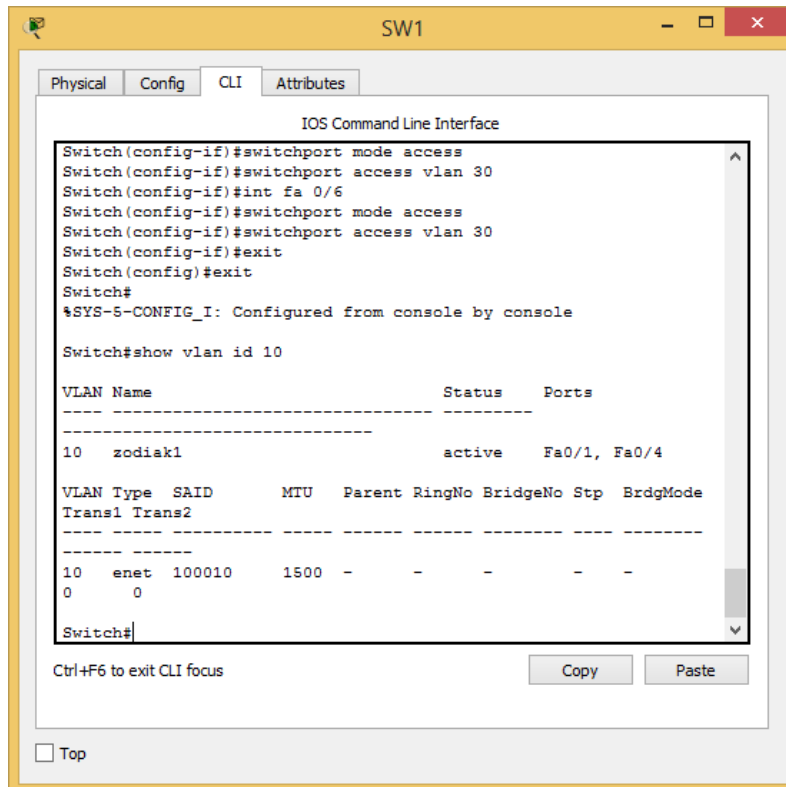 SW1
Physical Config CLI Attributes
IOS Command Line Interface
Switch(config-if)#switchport mode access
Switch(config-if)#switchport access vlan 30
Switch(config-if)#int fa 0/6
Switch(config-if)#switchport mode access
Switch(config-if)#switchport access vlan 30
Switch(config-if)#exit
Switch(config)#exit
Switch#
%SYS-5-CONFIG_I: Configured from console by console
Switch#show vlan id 10
VLAN Name                             Status    Ports
---- -------------------------------- ---------
-------------------------------
10   zodiak1                          active    Fa0/1, Fa0/4
VLAN Type  SAID       MTU   Parent RingNo BridgeNo Stp  BrdgMode
Trans1 Trans2
---- ----- ---------- ----- ------ ------ -------- ---- --------
------ ------
10   enet  100010     1500  -      -      -        -    -
0      0
Switch#
Ctrl+F6 to exit CLI focus
Copy Paste
Top